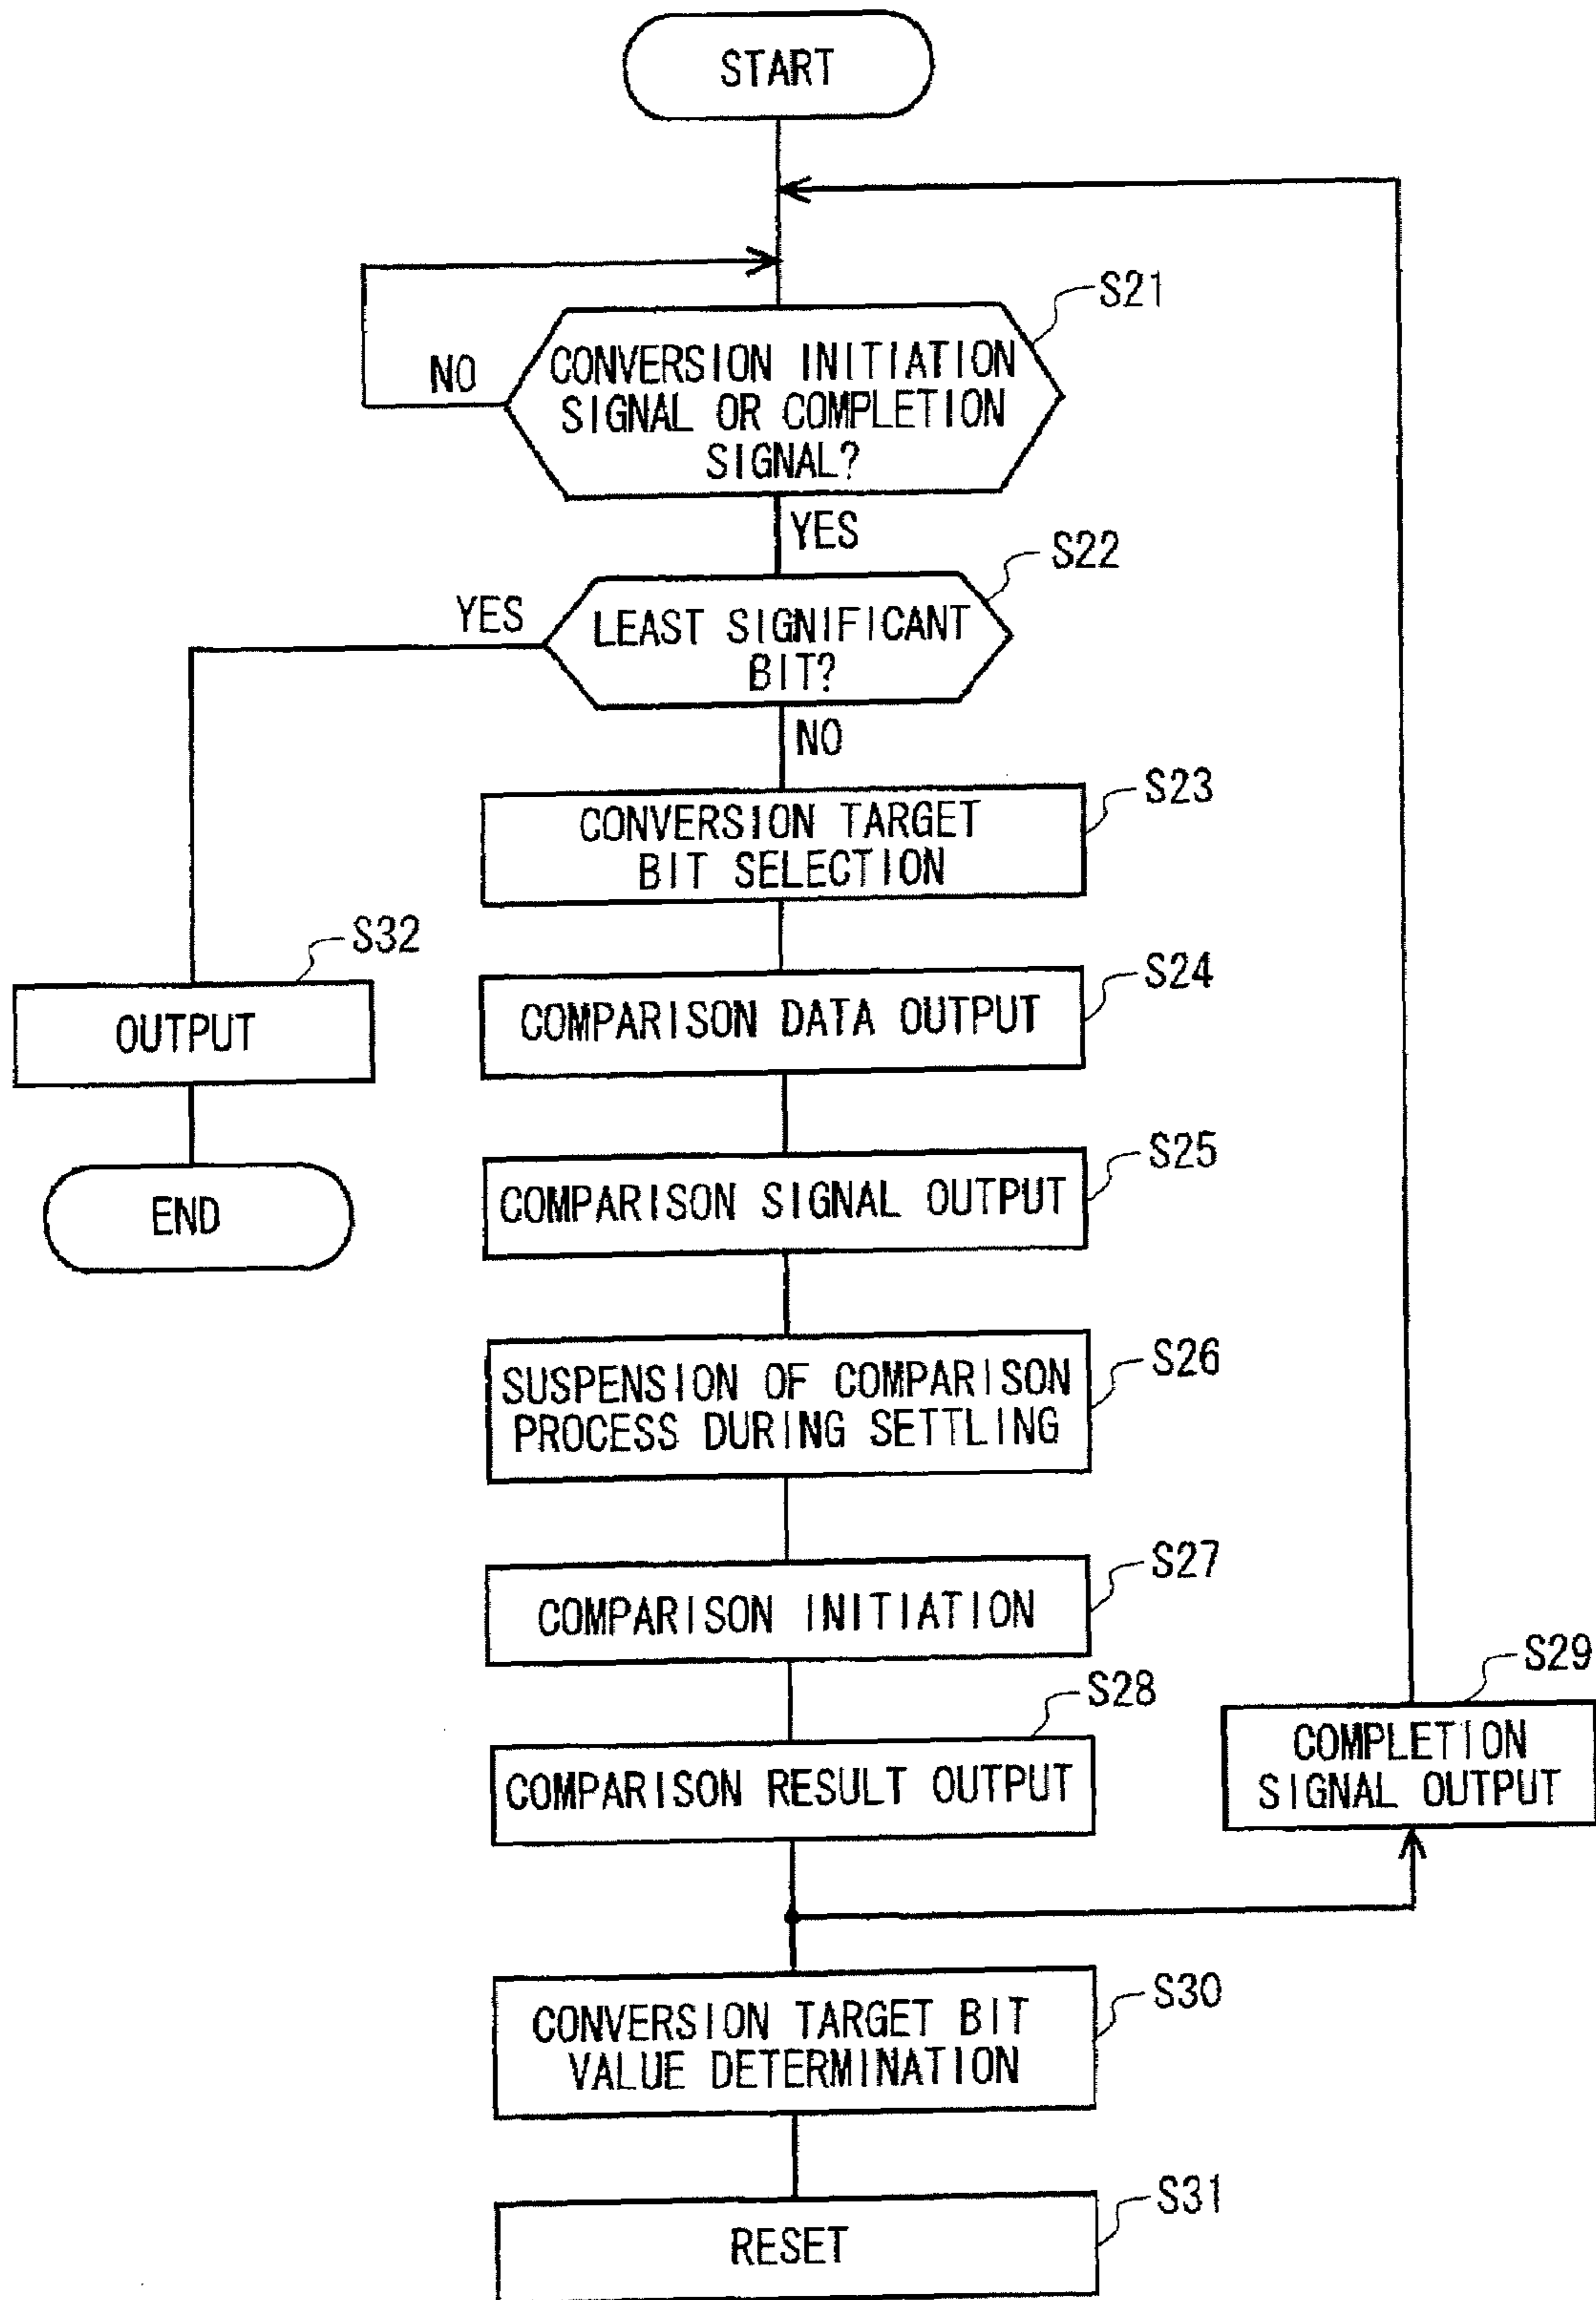 START
S21
NO
CONVERSION INITIATION
SIGNAL OR COMPLETION
SIGNAL?
YES
S22
YES
LEAST SIGNIFICANT
BIT?
NO
S23
CONVERSION TARGET
BIT SELECTION
S32
OUTPUT
END
S24
COMPARISON DATA OUTPUT
S25
COMPARISON SIGNAL OUTPUT
S26
SUSPENSION OF COMPARISON
PROCESS DURING SETTLING
S27
COMPARISON INITIATION
S28
COMPARISON RESULT OUTPUT
S29
COMPLETION
SIGNAL OUTPUT
S30
CONVERSION TARGET BIT
VALUE DETERMINATION
S31
RESET